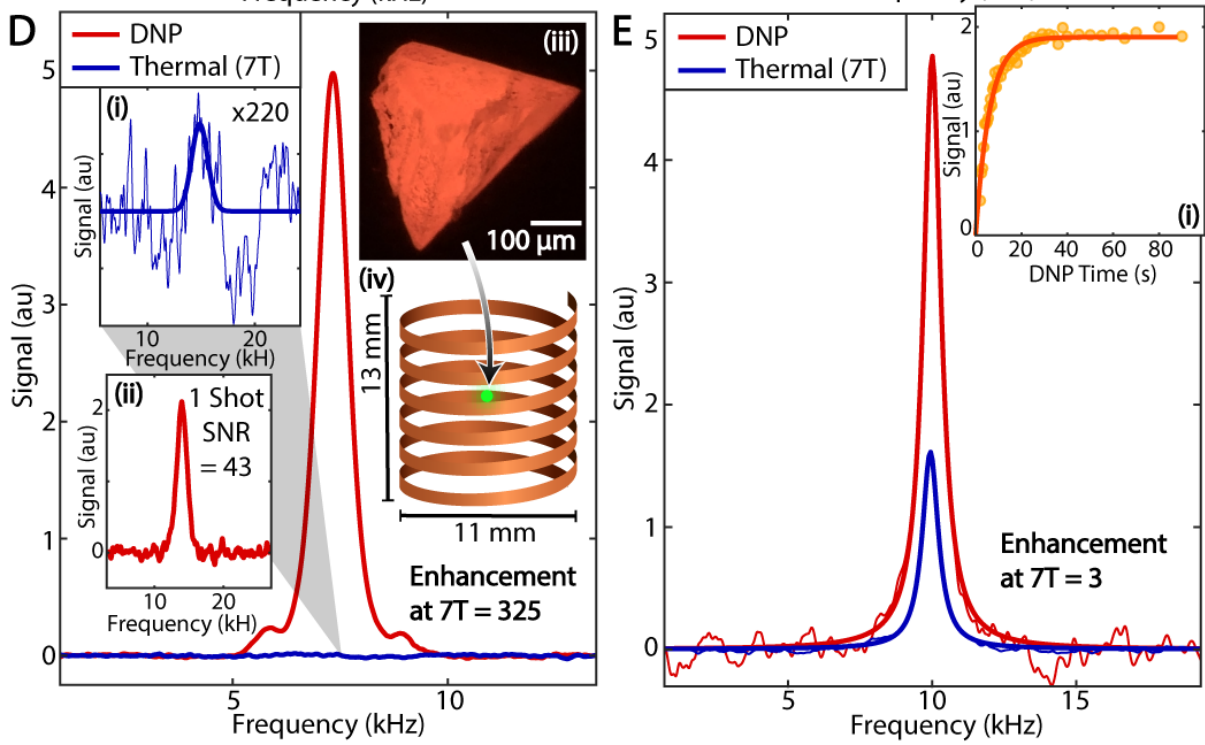 Frequency (kHz)
D
DNP
Thermal (7T)
(i)
x220
Signal (au)
10
20
Frequency (kH)
(ii)
1 Shot
SNR
= 43
Signal (au)
2
0
10
20
Frequency (kH)
(iii)
100 µm
(iv)
13 mm
11 mm
Enhancement
at 7T = 325
Signal (au)
5
4
3
2
1
0
5
10
Frequency (kHz)
E
DNP
Thermal (7T)
Signal (au)
2
1
0
(i)
0
20
40
60
80
DNP Time (s)
Enhancement
at 7T = 3
Signal (au)
5
4
3
2
1
0
5
10
15
Frequency (kHz)